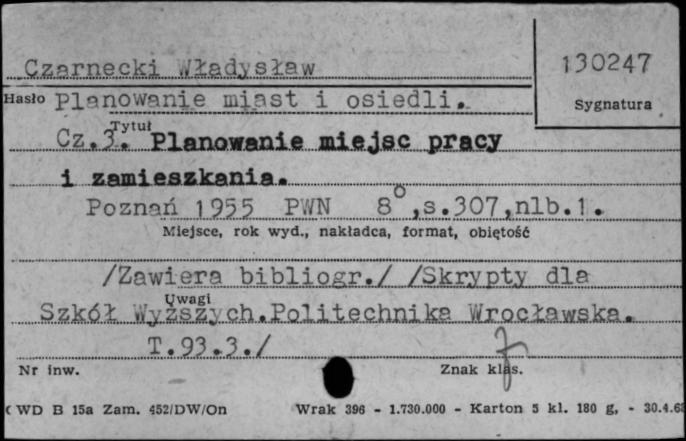 Czarnecki Władysław
130247
Hasło Planowanie miast i osiedli.
Sygnatura
Tytuł
Cz.3. Planowanie miejsc pracy
i zamieszkania.
Poznań 1955 PWN 8°,s.307,nlb.1.
Miejsce, rok wyd., nakładca, format, objętość
/Zawiera bibliogr./ /Skrypty dla
Uwagi
Szkół Wyższych.Politechnika Wrocławska.
T.93.3./
Nr inw.
Znak klas.
WD B 15a Zam. 452/DW/On Wrak 396 - 1.730.000 - Karton 5 kl. 180 g, - 30.4.68